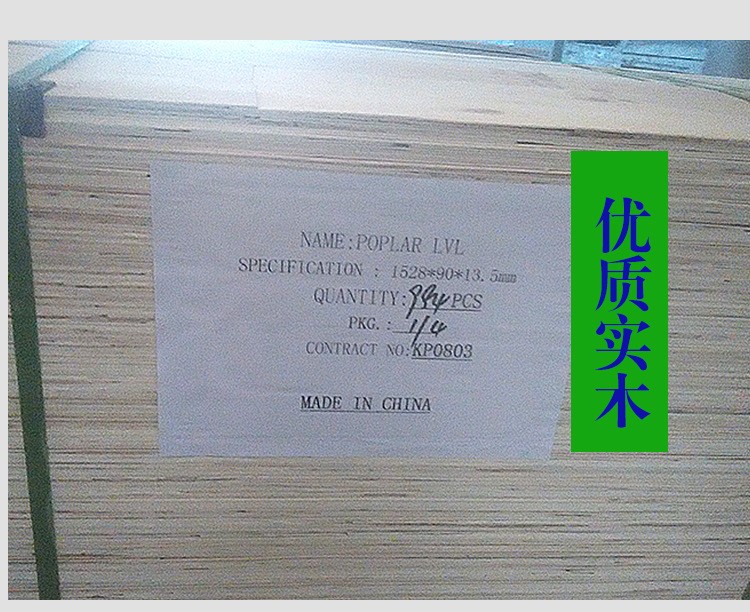 NAME:POPLAR LVL
SPECIFICATION : 1528*90*13.5mm
QUANTITY:994PCS
PKG.: 1/4
CONTRACT NO:KP0803
MADE IN CHINA
优质实木